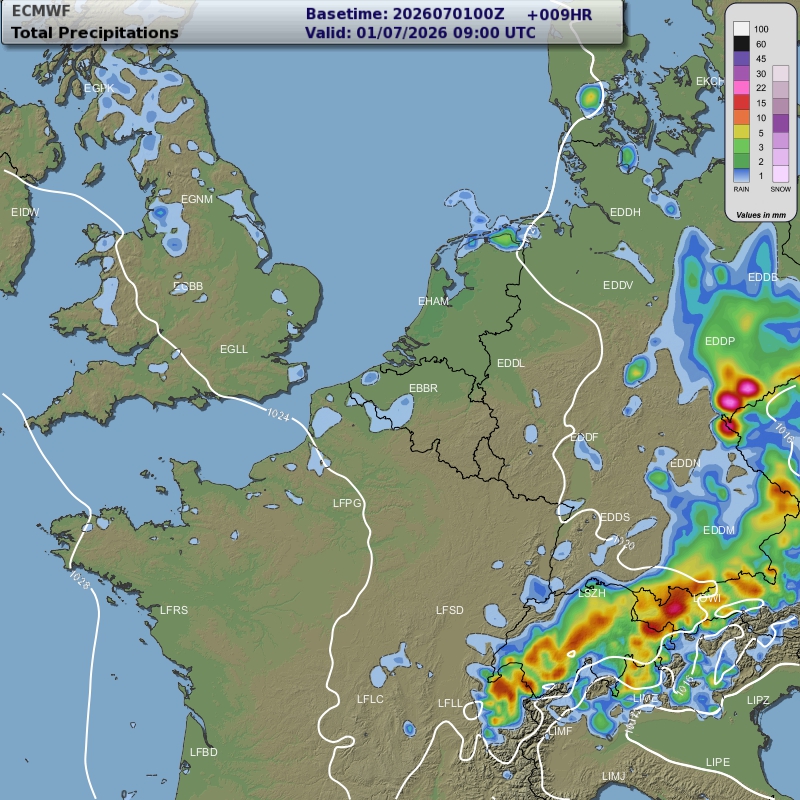 ECMWF
Basetime: 2026070100Z +009HR
Total Precipitations
Valid: 01/07/2026 09:00 UTC
100
60
45
30
22
15
10
5
3
2
1
RAIN
SNOW
Values in mm
EGPK
EKCH
EIDW
EGNM
EDDH
EGBB
EHAM
EDDV
EDDB
EGLL
EDDP
EDDL
EBBR
1024
1016
EDDF
EDDN
LFPG
EDDS
EDDM
1020
1028
LSZH
LOWI
LFRS
LFSD
1016
LFLC
LFLL
LIMF
LIPZ
LFBD
LIPE
LIMJ